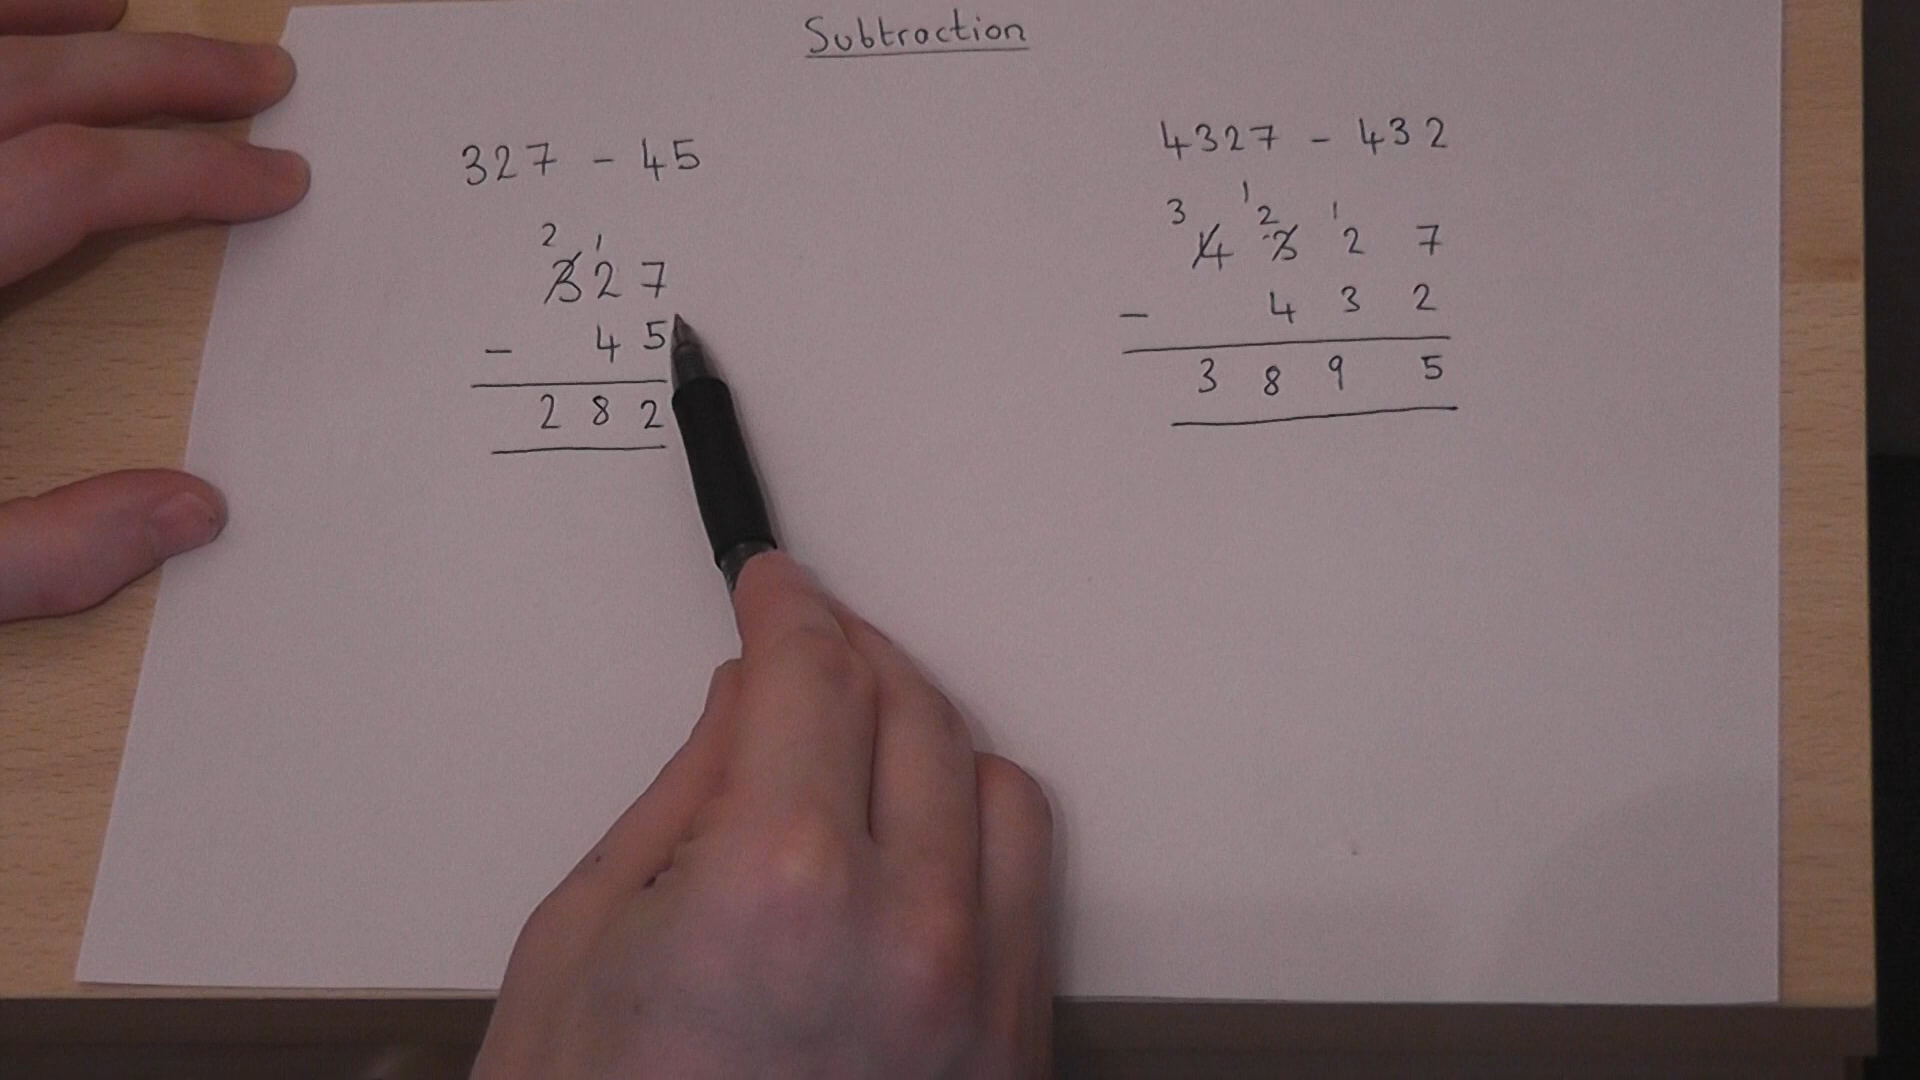 Subtraction
327 - 45
2 1
327
- 45
282
4327 - 432
3 1 2 1
4 3 2 7
- 4 3 2
3 8 9 5